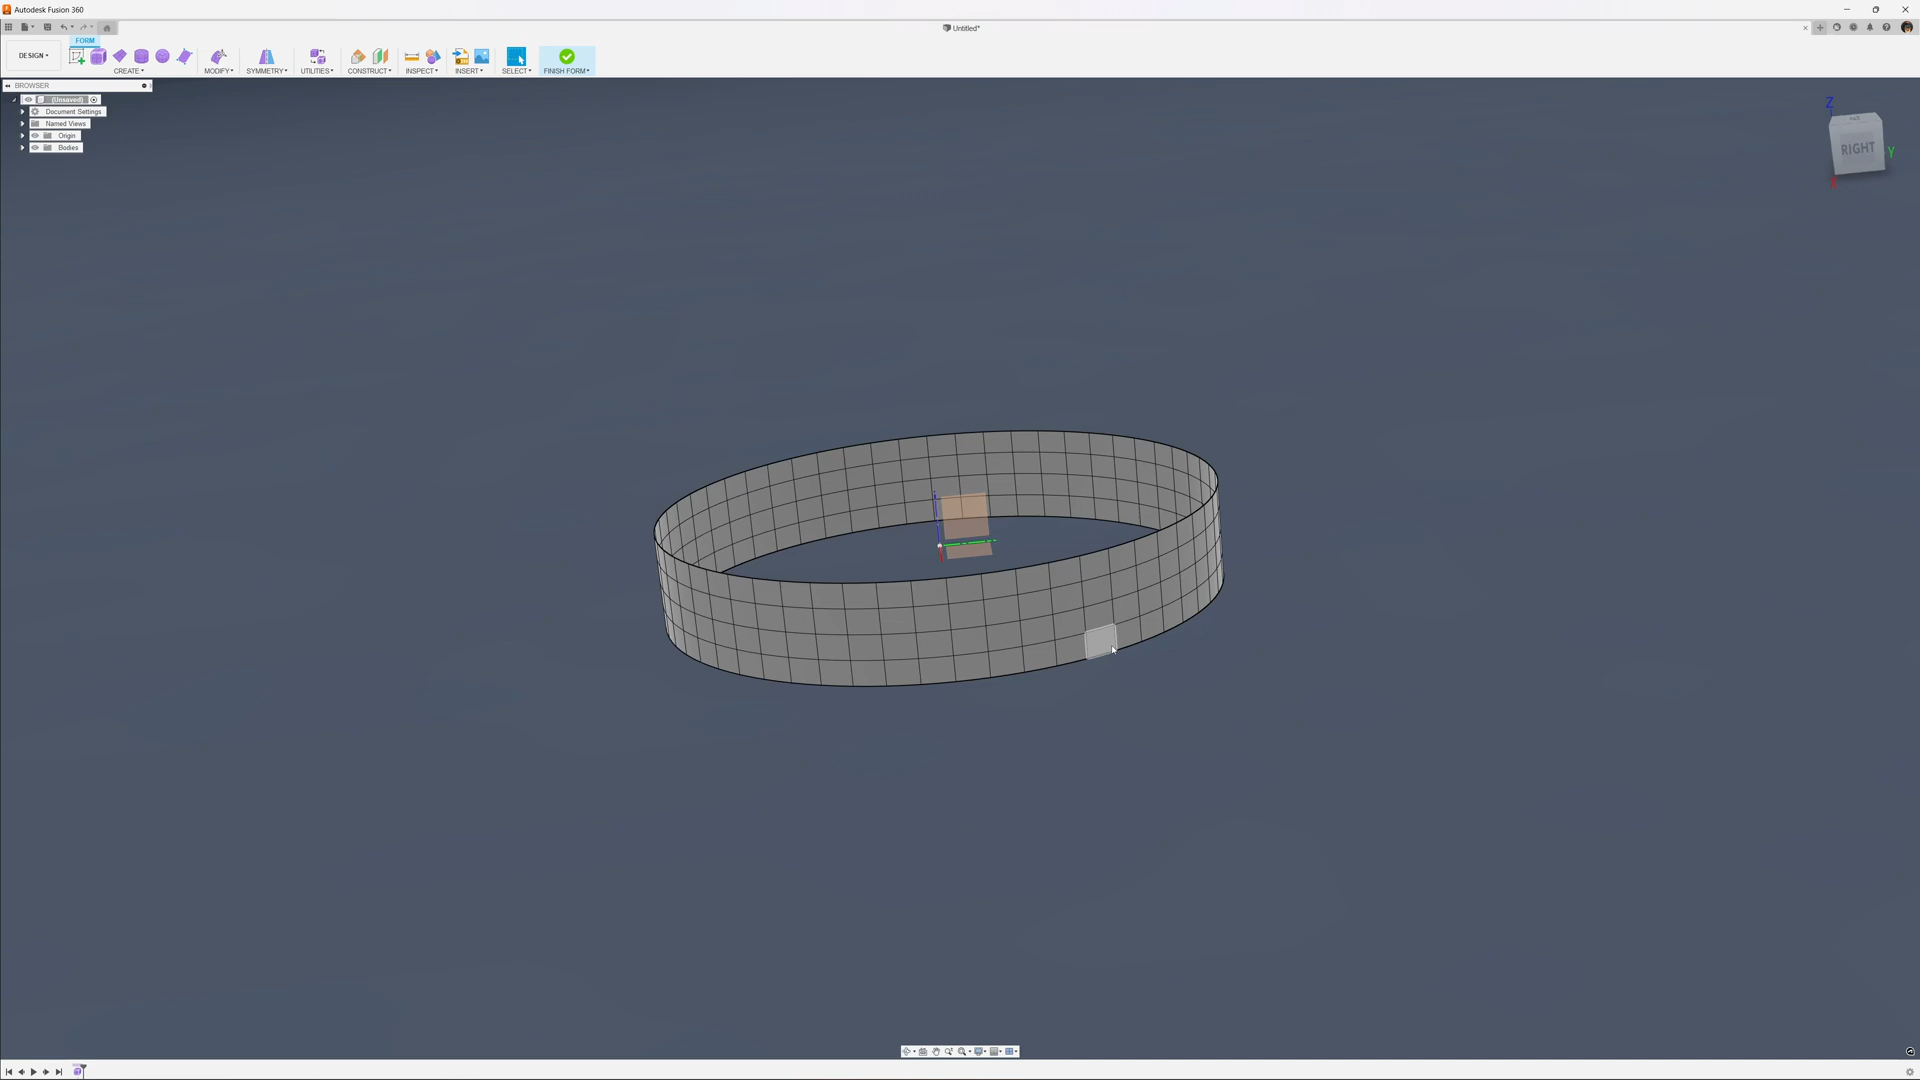 Autodesk Fusion 360
Untitled*
FORM
DESIGN
CREATE
MODIFY
SYMMETRY
UTILITIES
CONSTRUCT
INSPECT
INSERT
SELECT
FINISH FORM
BROWSER
(Unsaved)
Document Settings
Named Views
Origin
Bodies
Z
RIGHT
Y